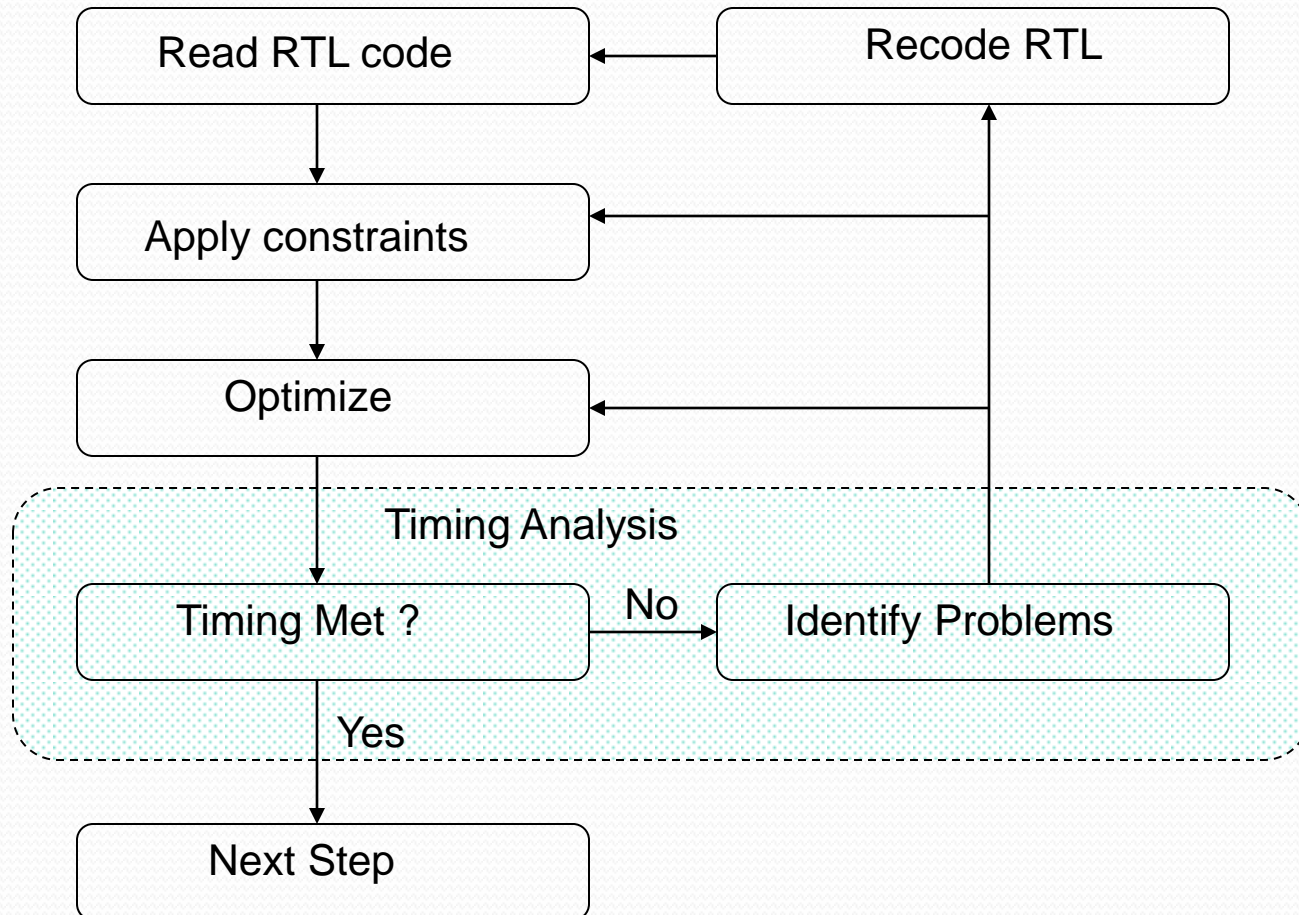 Read RTL code
Recode RTL
Apply constraints
Optimize
Timing Analysis
Timing Met ?
No
Identify Problems
Yes
Next Step